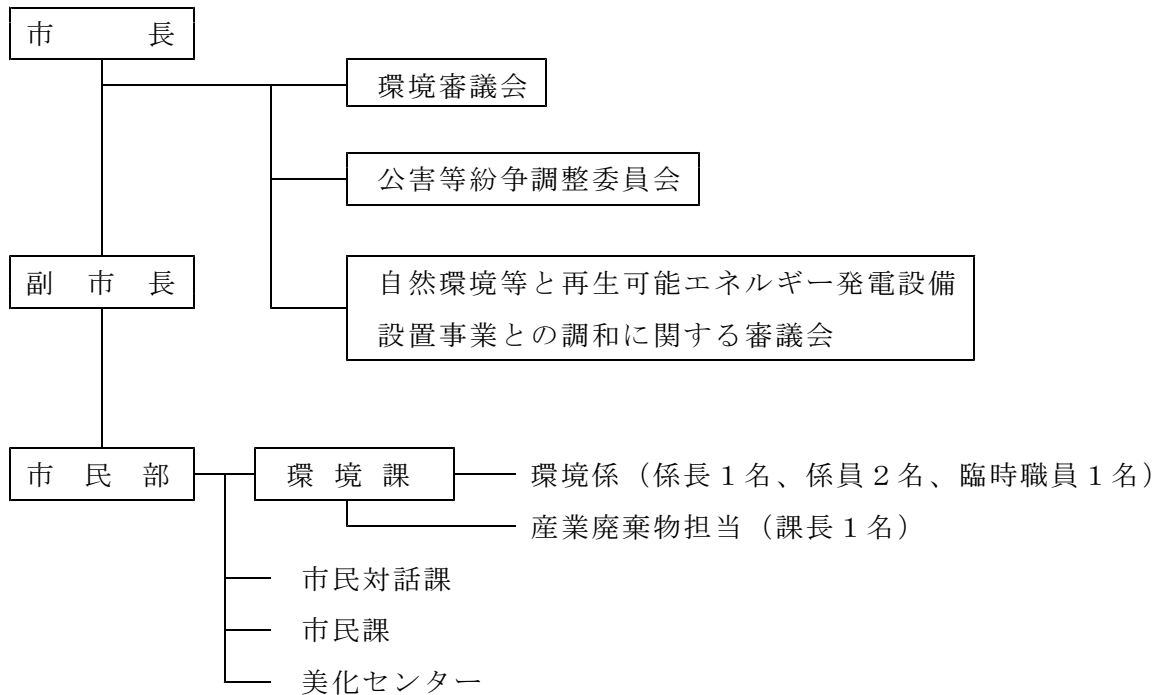 市長
環境審議会
公害等紛争調整委員会
副市長
自然環境等と再生可能エネルギー発電設備
設置事業との調和に関する審議会
市民部
環境課
環境係（係長１名、係員２名、臨時職員１名）
産業廃棄物担当（課長１名）
市民対話課
市民課
美化センター